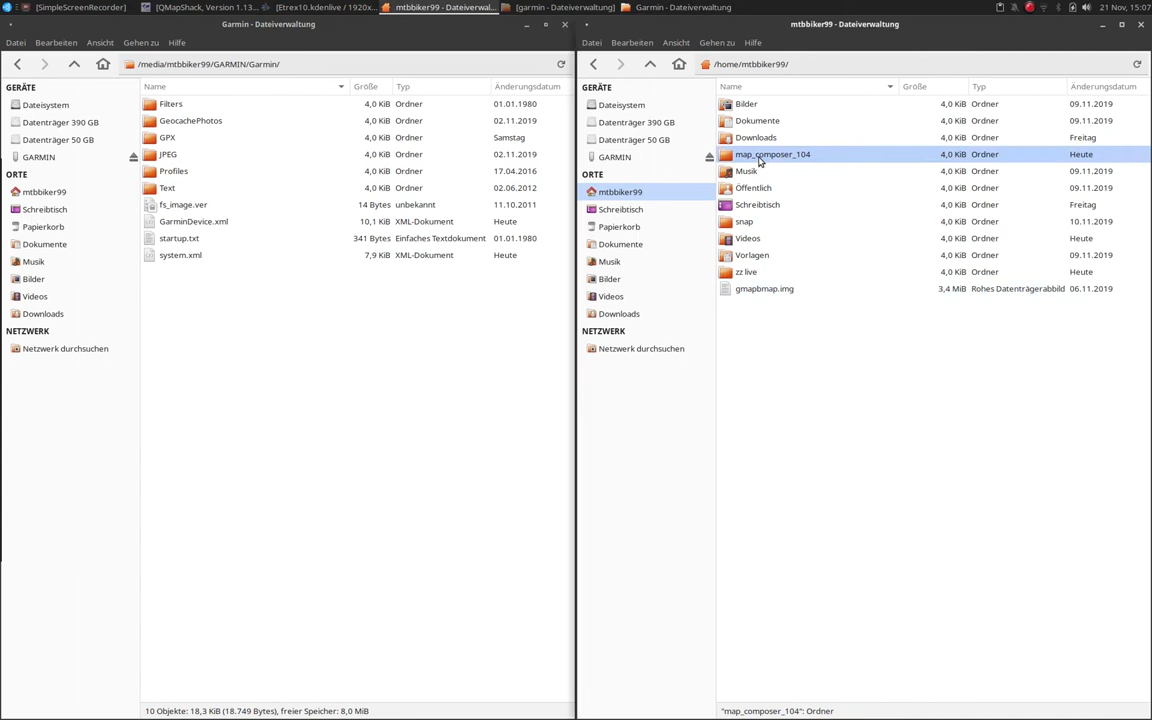 [SimpleScreenRecorder]
[QMapShack, Version 1.13...
[Etrex10.kdenlive / 1920x...
mtbbiker99 - Dateiverwal...
[garmin - Dateiverwaltung]
Garmin - Dateiverwaltung
21 Nov, 15:07
Garmin - Dateiverwaltung
Datei Bearbeiten Ansicht Gehen zu Hilfe
/media/mtbbiker99/GARMIN/Garmin/
GERÄTE
Dateisystem
Datenträger 390 GB
Datenträger 50 GB
GARMIN
ORTE
mtbbiker99
Schreibtisch
Papierkorb
Dokumente
Musik
Bilder
Videos
Downloads
NETZWERK
Netzwerk durchsuchen
Name Größe Typ Änderungsdatum
Filters 4,0 KiB Ordner 01.01.1980
GeocachePhotos 4,0 KiB Ordner 02.11.2019
GPX 4,0 KiB Ordner Samstag
JPEG 4,0 KiB Ordner 02.11.2019
Profiles 4,0 KiB Ordner 17.04.2016
Text 4,0 KiB Ordner 02.06.2012
fs_image.ver 14 Bytes unbekannt 11.10.2011
GarminDevice.xml 10,1 KiB XML-Dokument Heute
startup.txt 341 Bytes Einfaches Textdokument 01.01.1980
system.xml 7,9 KiB XML-Dokument Heute
10 Objekte: 18,3 KiB (18.749 Bytes), freier Speicher: 8,0 MiB
mtbbiker99 - Dateiverwaltung
Datei Bearbeiten Ansicht Gehen zu Hilfe
/home/mtbbiker99/
GERÄTE
Dateisystem
Datenträger 390 GB
Datenträger 50 GB
GARMIN
ORTE
mtbbiker99
Schreibtisch
Papierkorb
Dokumente
Musik
Bilder
Videos
Downloads
NETZWERK
Netzwerk durchsuchen
Name Größe Typ Änderungsdatum
Bilder 4,0 KiB Ordner 09.11.2019
Dokumente 4,0 KiB Ordner 09.11.2019
Downloads 4,0 KiB Ordner Freitag
map_composer_104 4,0 KiB Ordner Heute
Musik 4,0 KiB Ordner 09.11.2019
Öffentlich 4,0 KiB Ordner 09.11.2019
Schreibtisch 4,0 KiB Ordner Freitag
snap 4,0 KiB Ordner 10.11.2019
Videos 4,0 KiB Ordner Heute
Vorlagen 4,0 KiB Ordner 09.11.2019
zz live 4,0 KiB Ordner Heute
gmapbmap.img 3,4 MiB Rohes Datenträgerabbild 06.11.2019
"map_composer_104": Ordner